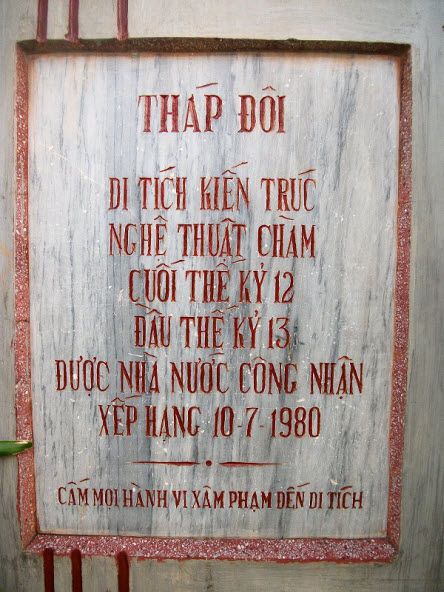 THÁP ĐÔI
DI TÍCH KIẾN TRÚC
NGHỆ THUẬT CHÀM
CUỐI THẾ KỶ 12
ĐẦU THẾ KỶ 13
ĐƯỢC NHÀ NƯỚC CÔNG NHẬN
XẾP HẠNG 10-7-1980
CẤM MỌI HÀNH VI XÂM PHẠM ĐẾN DI TÍCH